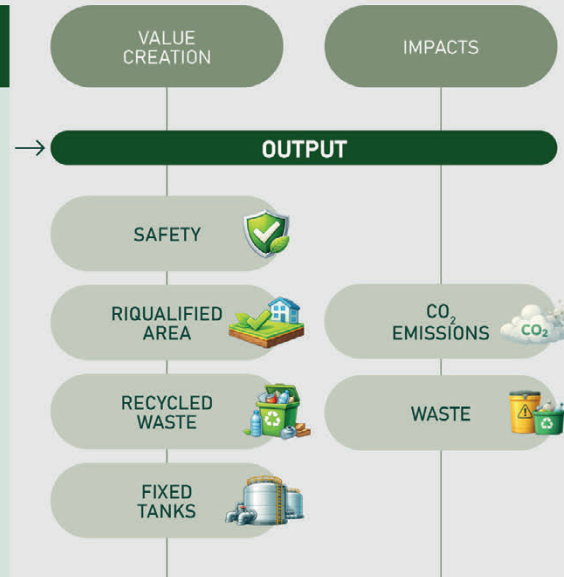 VALUE
CREATION
IMPACTS
OUTPUT
SAFETY
RIQUALIFIED
AREA
CO₂
EMISSIONS
CO₂
RECYCLED
WASTE
WASTE
FIXED
TANKS